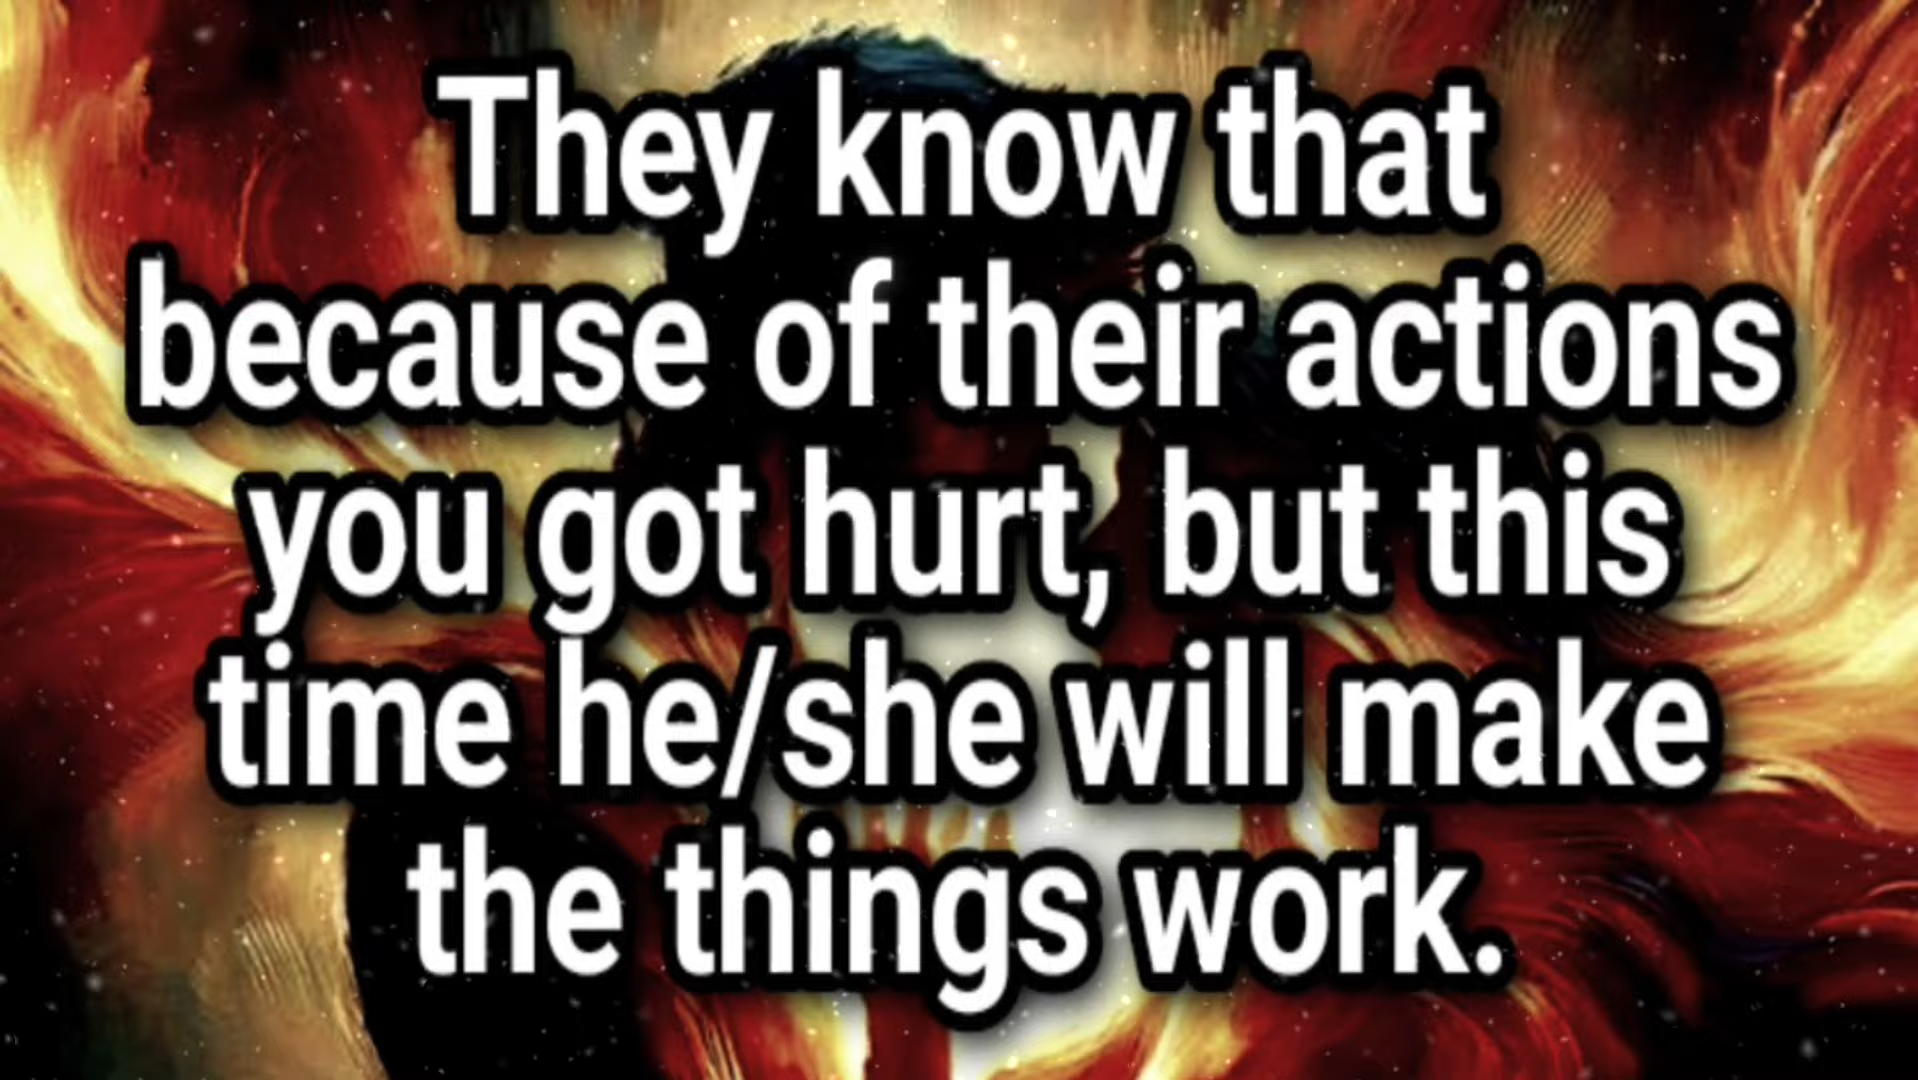 They know that
because of their actions
you got hurt, but this
time he/she will make
the things work.